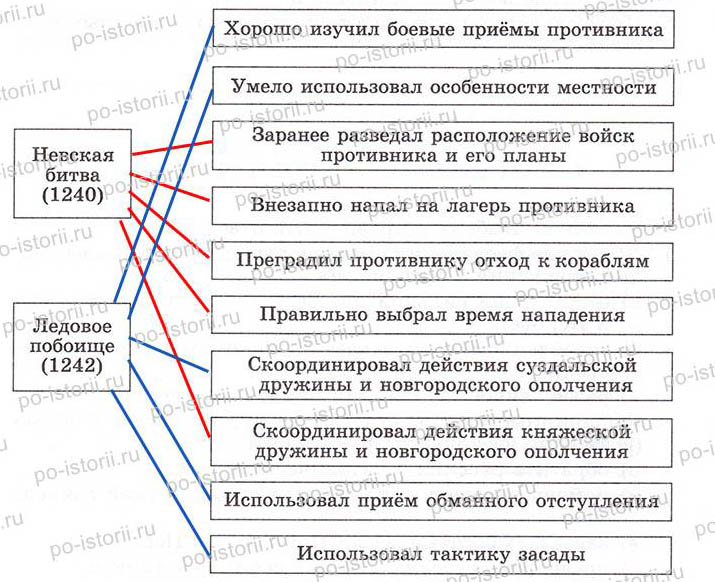 Хорошо изучил боевые приёмы противника
Умело использовал особенности местности
Заранее разведал расположение войск
противника и его планы
Внезапно напал на лагерь противника
Преградил противнику отход к кораблям
Правильно выбрал время нападения
Скоординировал действия суздальской
дружины и новгородского ополчения
Скоординировал действия княжеской
дружины и новгородского ополчения
Использовал приём обманного отступления
Использовал тактику засады
Невская
битва
(1240)
Ледовое
побоище
(1242)
po-istorii.ru